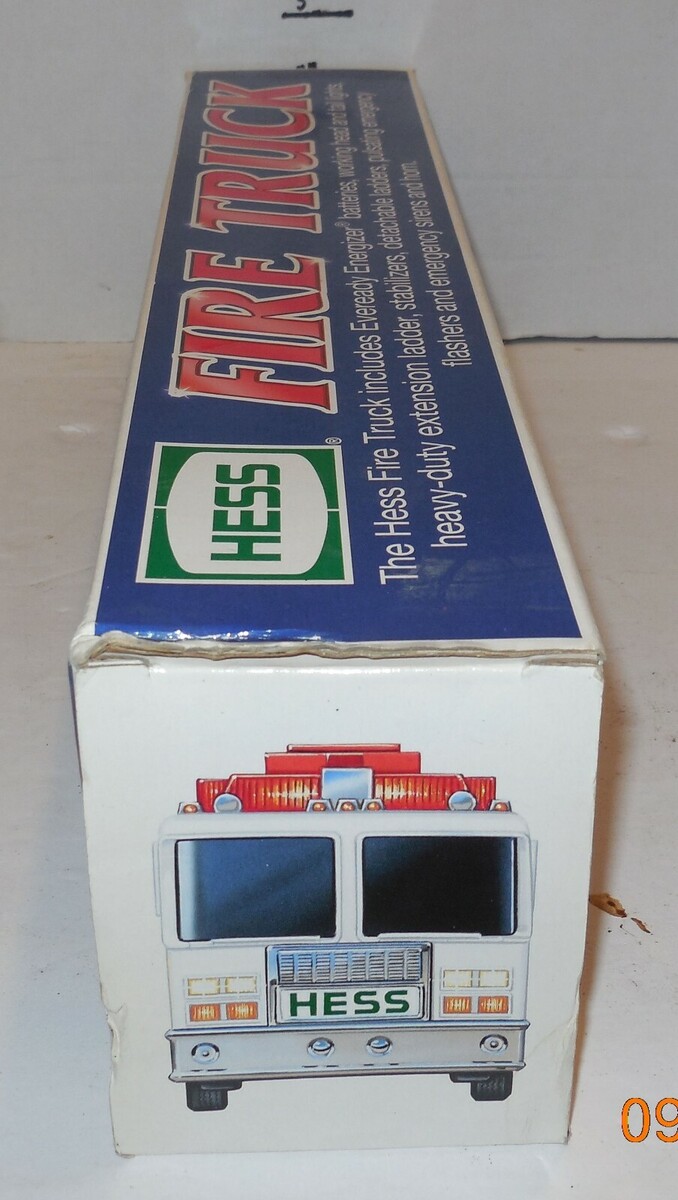 FIRE TRUCK
HESS®
The Hess Fire Truck includes Eveready Energizer® batteries, working head and tail lights,
heavy-duty extension ladder, stabilizers, detachable ladders, pulsating emergency
flashers and emergency sirens and horn.
HESS
09